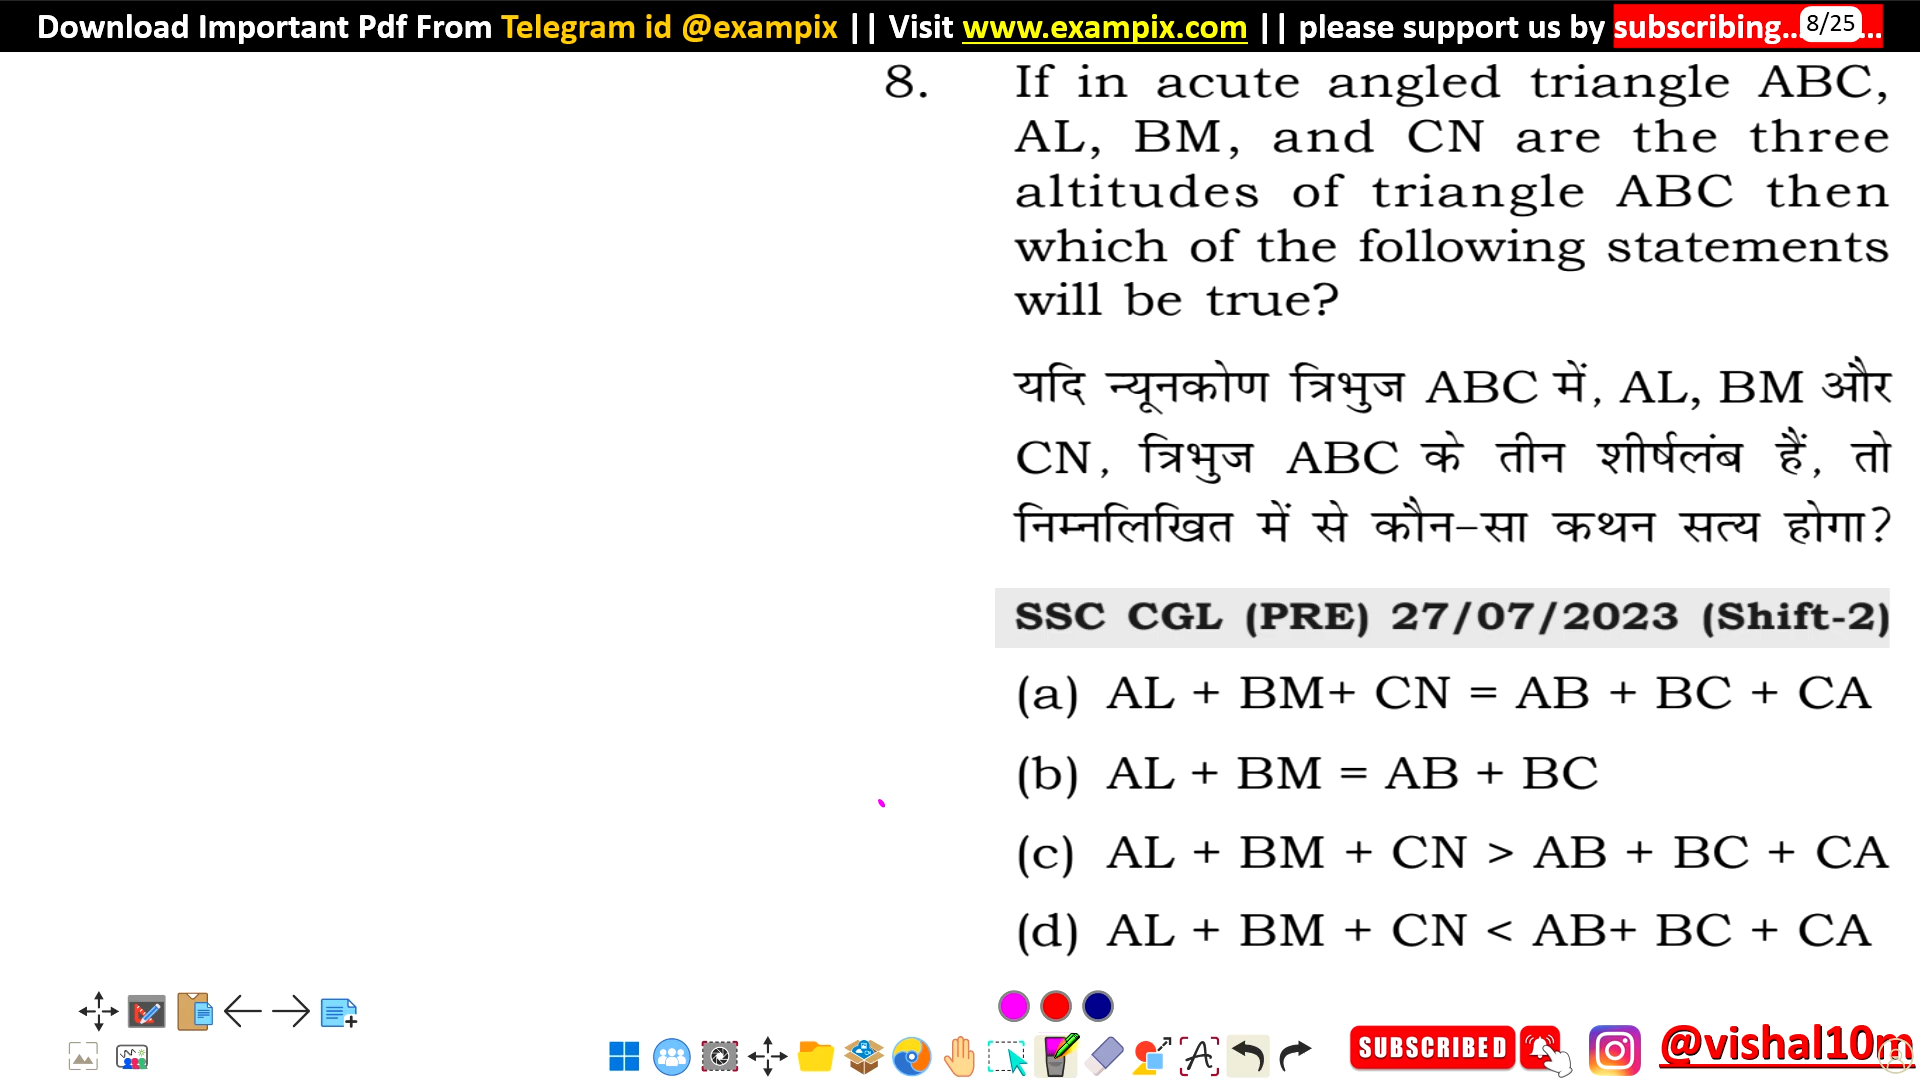 Download Important Pdf From Telegram id @exampix || Visit www.exampix.com || please support us by subscribing...
8/25
8. If in acute angled triangle ABC,
AL, BM, and CN are the three
altitudes of triangle ABC then
which of the following statements
will be true?
यदि न्यूनकोण त्रिभुज ABC में, AL, BM और
CN, त्रिभुज ABC के तीन शीर्षलंब हैं, तो
निम्नलिखित में से कौन-सा कथन सत्य होगा?
SSC CGL (PRE) 27/07/2023 (Shift-2)
(a) AL + BM+ CN = AB + BC + CA
(b) AL + BM = AB + BC
(c) AL + BM + CN > AB + BC + CA
(d) AL + BM + CN < AB+ BC + CA
SUBSCRIBED